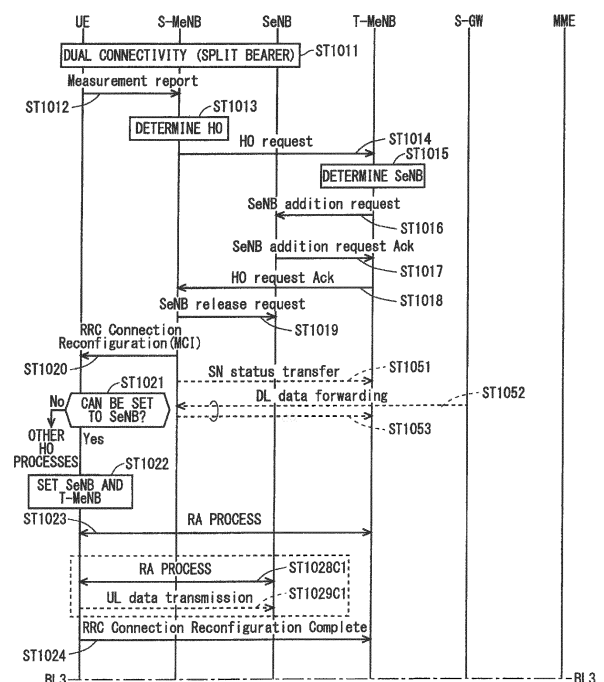 UE S-MeNB SeNB T-MeNB S-GW MME
DUAL CONNECTIVITY (SPLIT BEARER) ST1011
Measurement report
ST1012
ST1013
DETERMINE HO
HO request
ST1014
ST1015
DETERMINE SeNB
SeNB addition request
ST1016
SeNB addition request Ack
ST1017
HO request Ack
ST1018
SeNB release request
ST1019
RRC Connection
Reconfiguration(MCI)
ST1020
SN status transfer
ST1051
ST1021
DL data forwarding
ST1052
No
CAN BE SET
TO SeNB?
ST1053
OTHER
HO
PROCESSES
Yes
ST1022
SET SeNB AND
T-MeNB
ST1023
RA PROCESS
RA PROCESS
ST1028C1
UL data transmission
ST1029C1
RRC Connection Reconfiguration Complete
ST1024
BL3 BL3